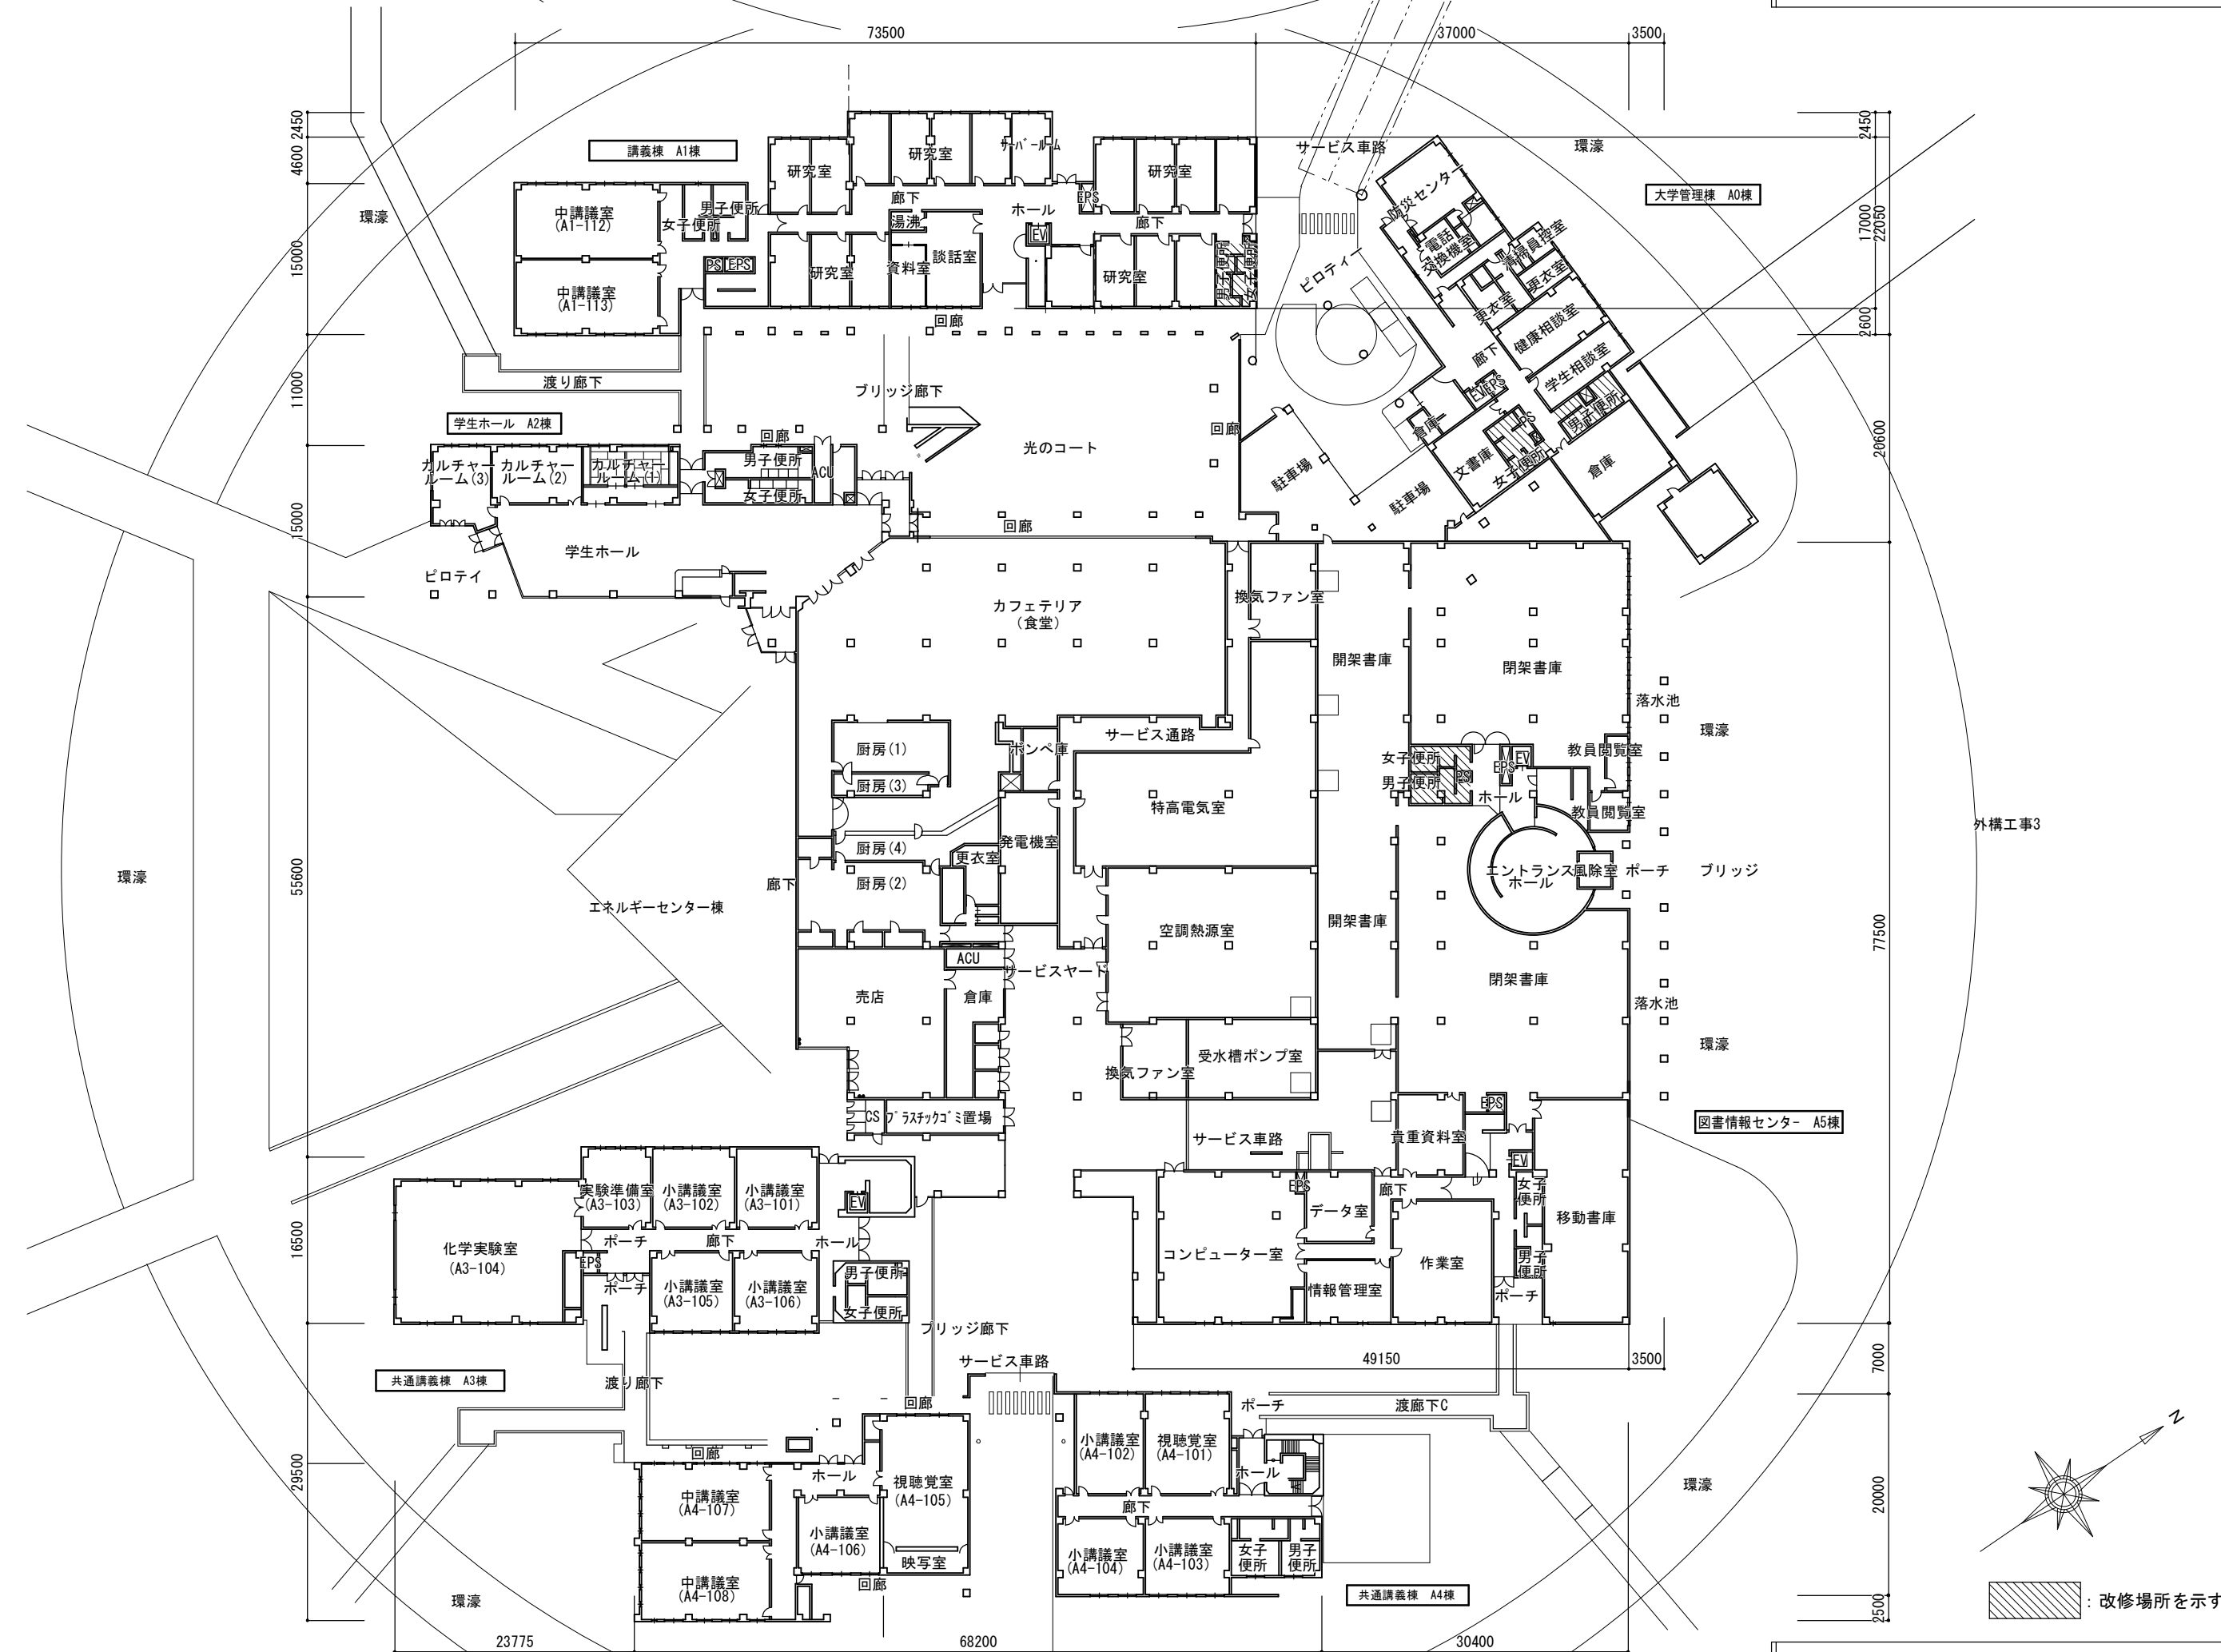 73500
37000
3500
2450
4600
15000
11000
15000
55600
16500
29500
2450
17000
22050
2600
20600
77500
7000
20000
2500
講義棟 A1棟
環濠
中講議室
(A1-112)
中講議室
(A1-113)
女子便所
男子便所
PS
EPS
研究室
研究室
サーバールーム
研究室
廊下
湯沸
ホール
EPS
廊下
EV
研究室
資料室
談話室
研究室
男子便所
女子便所
回廊
サービス車路
環濠
大学管理棟 A0棟
防災センター
電話
交換機室
清掃員控室
更衣室
更衣室
健康相談室
学生相談室
廊下
EV
EPS
PS
男子便所
倉庫
文書庫
女子便所
倉庫
ピロティー
駐車場
駐車場
渡り廊下
ブリッジ廊下
光のコート
回廊
学生ホール A2棟
回廊
カルチャー
ルーム(3)
カルチャー
ルーム(2)
カルチャー
ルーム(1)
男子便所
女子便所
ACU
回廊
学生ホール
ピロテイ
カフェテリア
(食堂)
換気ファン室
開架書庫
閉架書庫
落水池
環濠
厨房(1)
厨房(3)
ボンベ庫
サービス通路
特高電気室
女子便所
男子便所
PS
EPS
EV
ホール
教員閲覧室
教員閲覧室
外構工事3
厨房(4)
厨房(2)
更衣室
発電機室
廊下
環濠
エネルギーセンター棟
エントランス
ホール
風除室
ポーチ
ブリッジ
空調熱源室
開架書庫
ACU
サービスヤード
売店
倉庫
閉架書庫
落水池
環濠
換気ファン室
受水槽ポンプ室
CS
プラスチックゴミ置場
サービス車路
貴重資料室
EPS
図書情報センター A5棟
EV
実験準備室
(A3-103)
小講議室
(A3-102)
小講議室
(A3-101)
EV
化学実験室
(A3-104)
ポーチ
廊下
ホール
EPS
ポーチ
小講議室
(A3-105)
小講議室
(A3-106)
男子便所
女子便所
EPS
データ室
廊下
女子
便所
移動書庫
コンピューター室
作業室
男子
便所
情報管理室
ポーチ
ブリッジ廊下
サービス車路
49150
3500
共通講義棟 A3棟
渡り廊下
回廊
ポーチ
渡廊下C
回廊
小講議室
(A4-102)
視聴覚室
(A4-101)
ホール
ホール
視聴覚室
(A4-105)
中講議室
(A4-107)
廊下
小講議室
(A4-106)
映写室
小講議室
(A4-104)
小講議室
(A4-103)
女子
便所
男子
便所
中講議室
(A4-108)
回廊
環濠
環濠
共通講義棟 A4棟
N
:改修場所を示す
23775
68200
30400